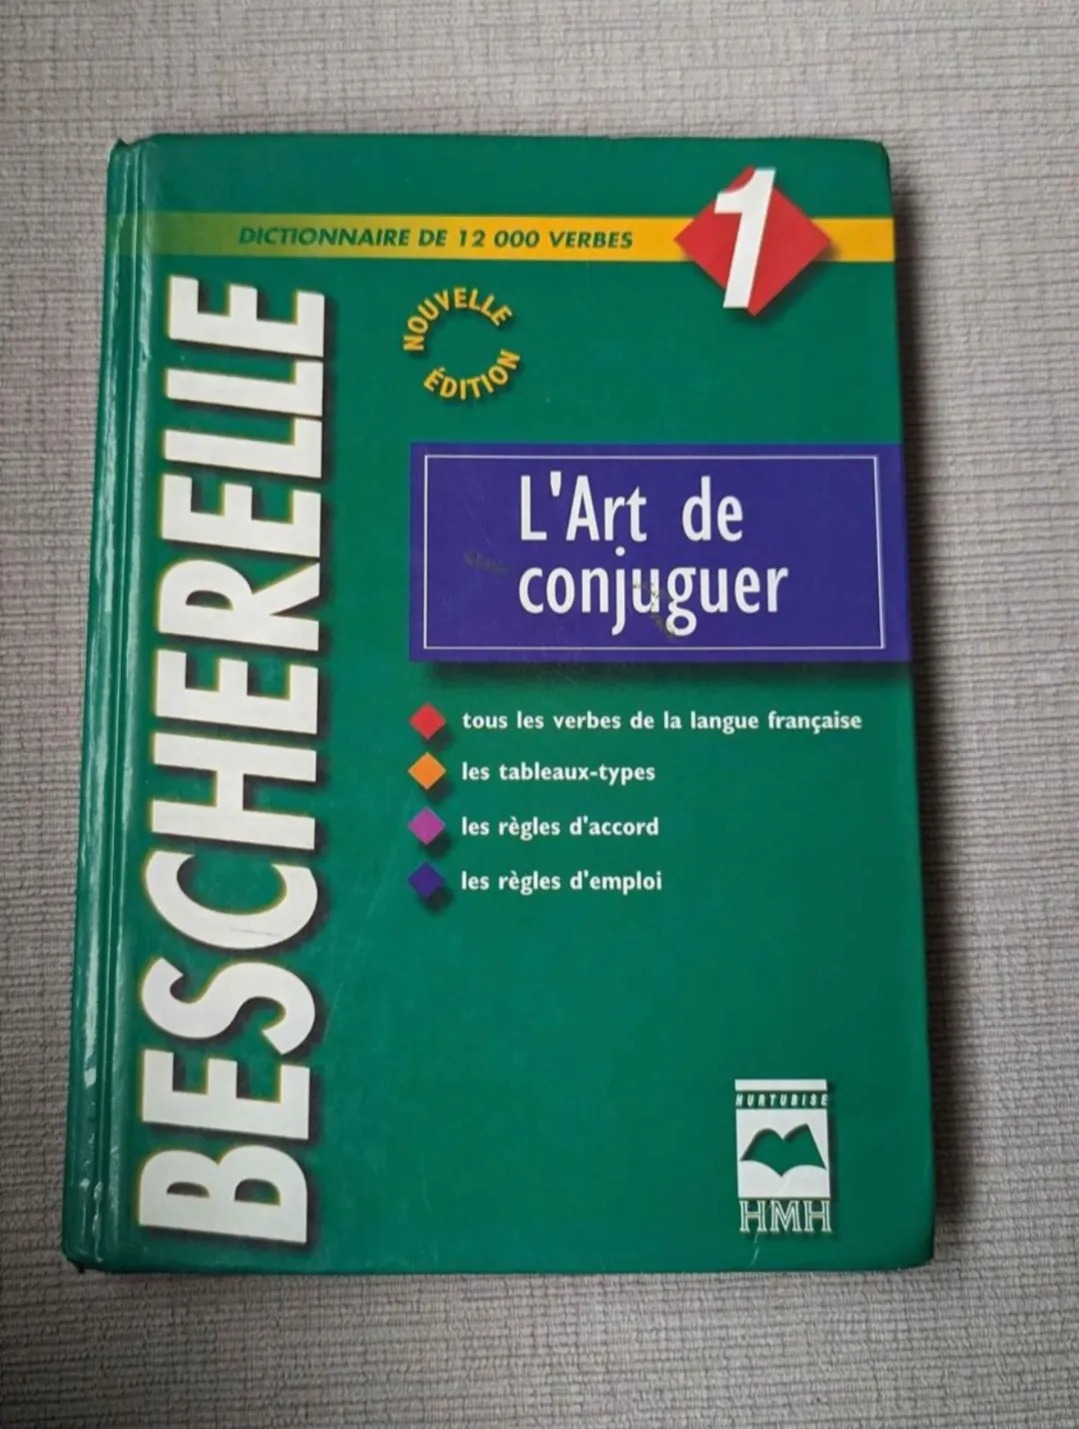 DICTIONNAIRE DE 12 000 VERBES
1
BESCHERELLE
NOUVELLE
ÉDITION
L'Art de
conjuguer
tous les verbes de la langue française
les tableaux-types
les règles d'accord
les règles d'emploi
HURTUBISE
HMH